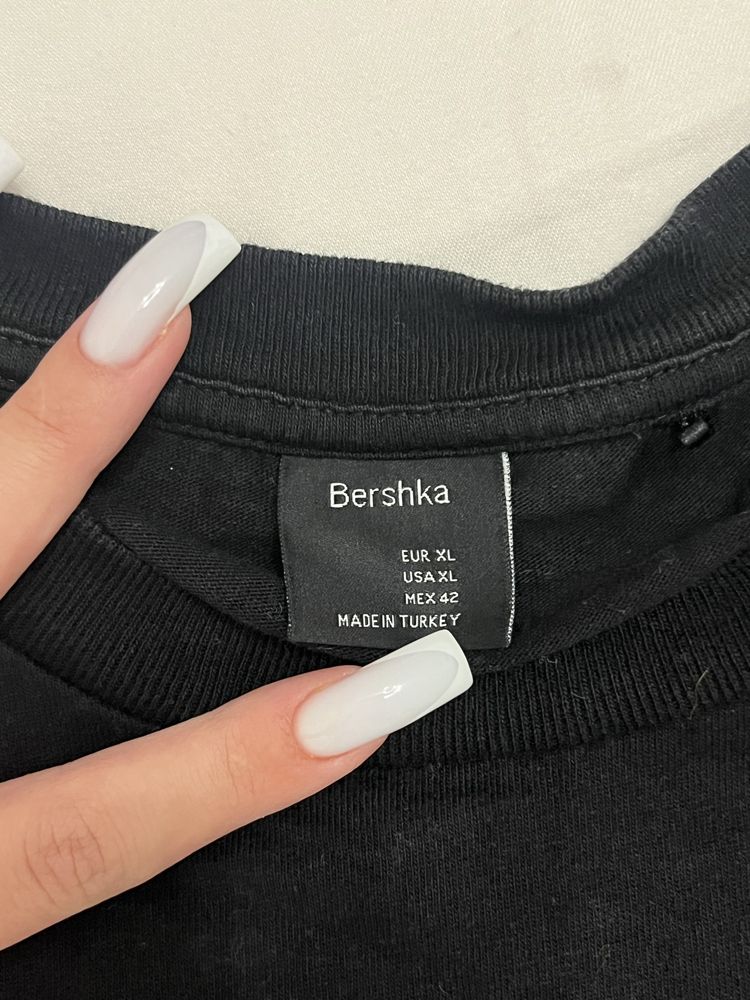 Bershka
EUR XL
USA XL
MEX 42
MADE IN TURKEY